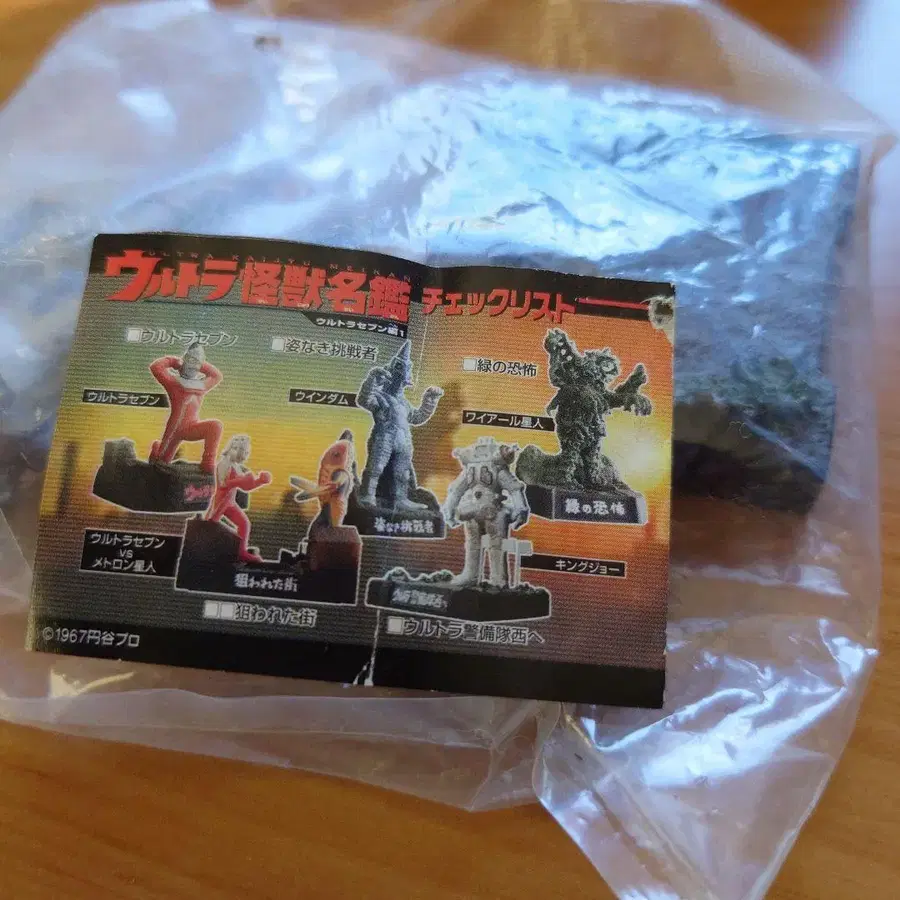 ウルトラ怪獣名鑑 チェックリスト
ウルトラセブン編1
□ウルトラセブン
□姿なき挑戦者
□緑の恐怖
ウルトラセブン
ウインダム
ワイアール星人
姿なき挑戦者
緑の恐怖
ウルトラセブン
vs
メトロン星人
狙われた街
キングジョー
□□狙われた街
□ウルトラ警備隊西へ
©1967円谷プロ